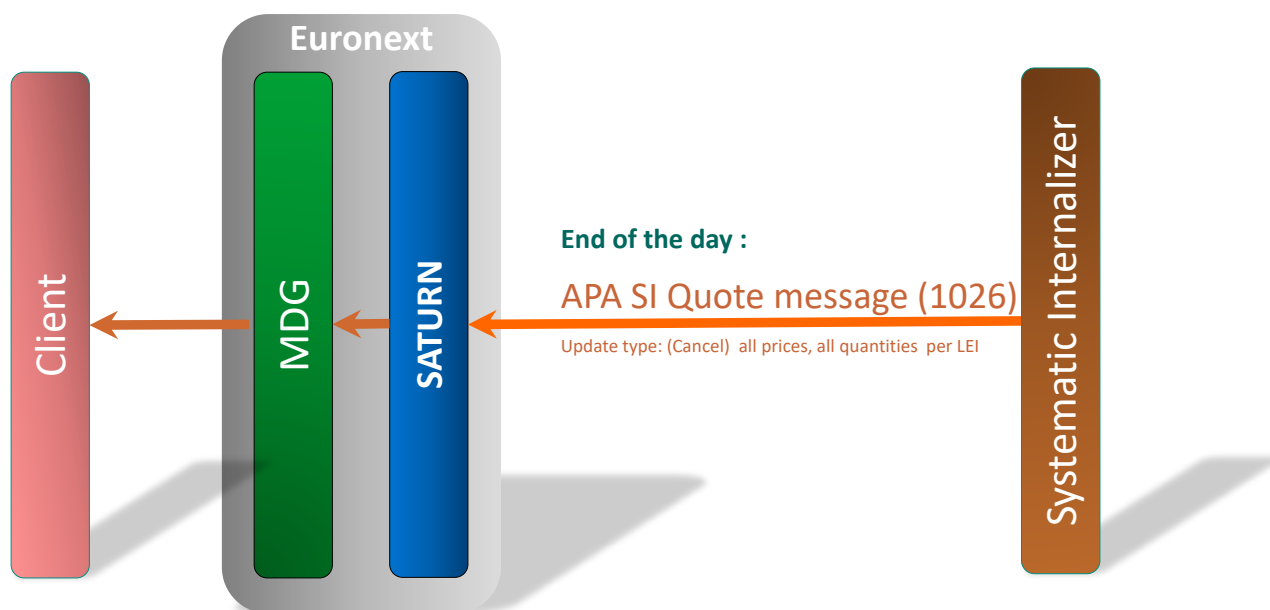 Euronext
Client
MDG
SATURN
End of the day :
APA SI Quote message (1026)
Update type: (Cancel) all prices, all quantities per LEI
Systematic Internalizer